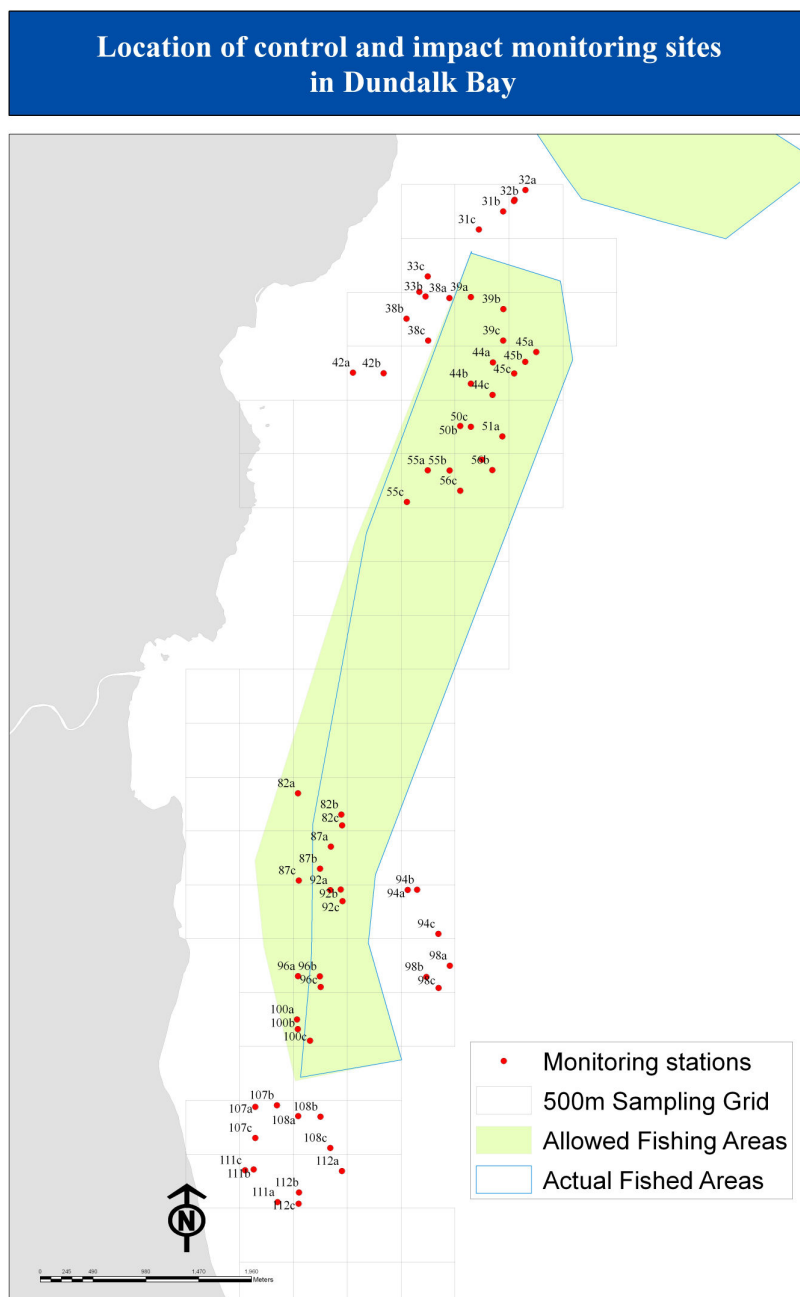 Location of control and impact monitoring sites
in Dundalk Bay
32a
32b
31b
31c
33c
33b
38a
39a
39b
38b
38c
39c
45a
44a
45b
42a
42b
45c
44b
44c
50c
50b
51a
55a
55b
56b
56c
55c
82a
82b
82c
87a
87b
87c
92a
92b
92c
94b
94a
94c
98a
98b
98c
96a
96b
96c
100a
100b
100c
107b
107a
108b
108a
107c
108c
111c
111b
112a
112b
111a
112c
Monitoring stations
500m Sampling Grid
Allowed Fishing Areas
Actual Fished Areas
N
0 245 490 980 1,470 1,960
Meters